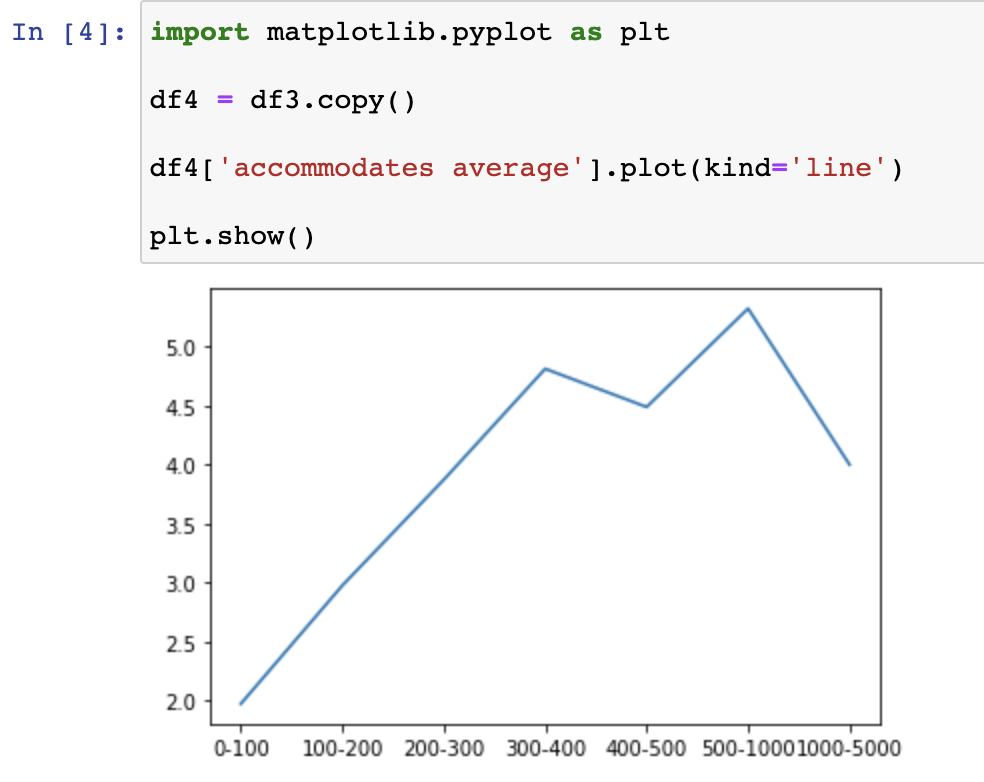 In [4]: import matplotlib.pyplot as plt
df4 = df3.copy()
df4['accommodates average'].plot(kind='line')
plt.show()
5.0
4.5
4.0
3.5
3.0
2.5
2.0
0-100 100-200 200-300 300-400 400-500 500-1000 1000-5000